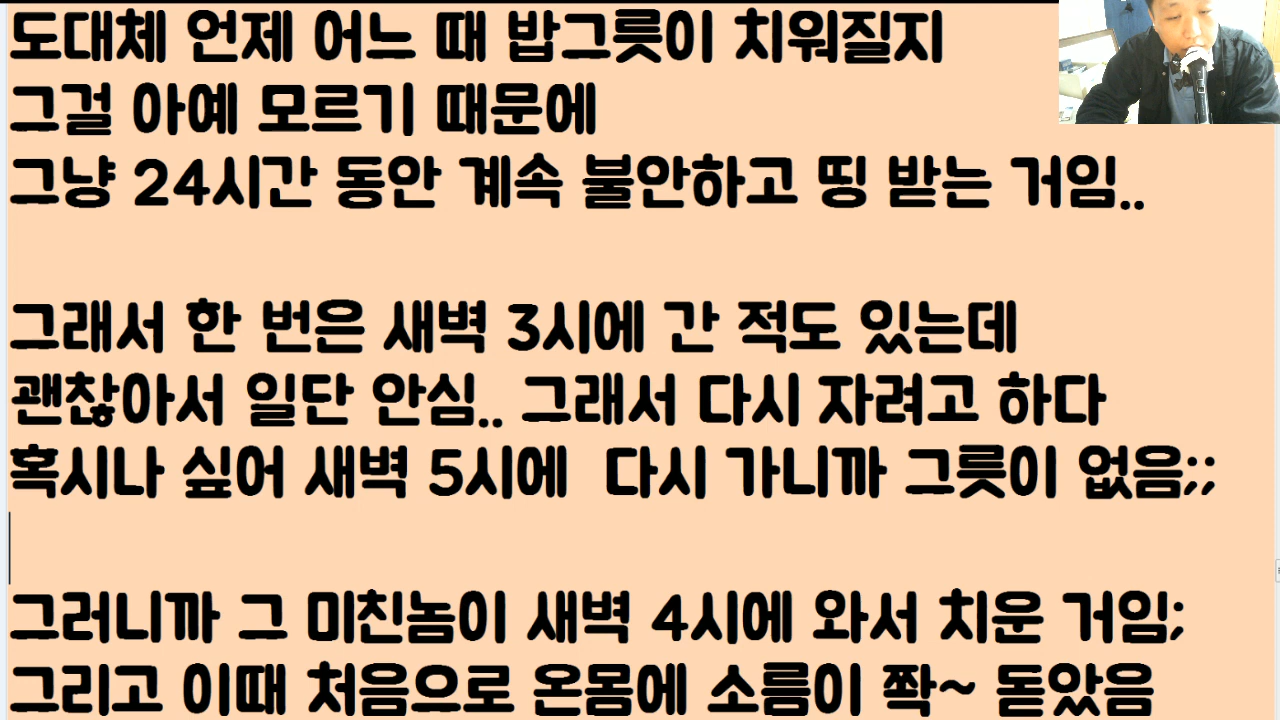 도대체 언제 어느 때 밥그릇이 치워질지
그걸 아예 모르기 때문에
그냥 24시간 동안 계속 불안하고 띵 받는 거임..
그래서 한 번은 새벽 3시에 간 적도 있는데
괜찮아서 일단 안심.. 그래서 다시 자려고 하다
혹시나 싶어 새벽 5시에 다시 가니까 그릇이 없음;;
그러니까 그 미친놈이 새벽 4시에 와서 치운 거임;
그리고 이때 처음으로 온몸에 소름이 쫙~ 돋았음